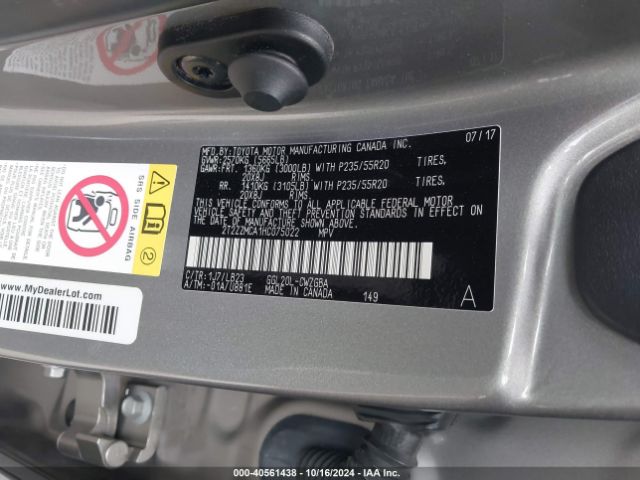 MFD. BY: TOYOTA MOTOR MANUFACTURING CANADA INC. 07/17
GVWR: 2570KG (5665LB)
GAWR: FRT. 1360KG (3000LB) WITH P235/55R20 TIRES,
20X8J RIMS
RR. 1410KG (3105LB) WITH P235/55R20 TIRES,
20X8J RIMS
THIS VEHICLE CONFORMS TO ALL APPLICABLE FEDERAL MOTOR
VEHICLE SAFETY AND THEFT PREVENTION STANDARDS IN EFFECT ON
THE DATE OF MANUFACTURE SHOWN ABOVE.
2T2ZZMCA1HC075022 MPV
C/TR: 1J7/LB23 GGL20L-CWZGBA
A/TM: -01A/U881E MADE IN CANADA 149 A
SRS SIDE AIRBAG
www.MyDealerLot.com
000-40561438 - 10/16/2024 - IAA Inc.